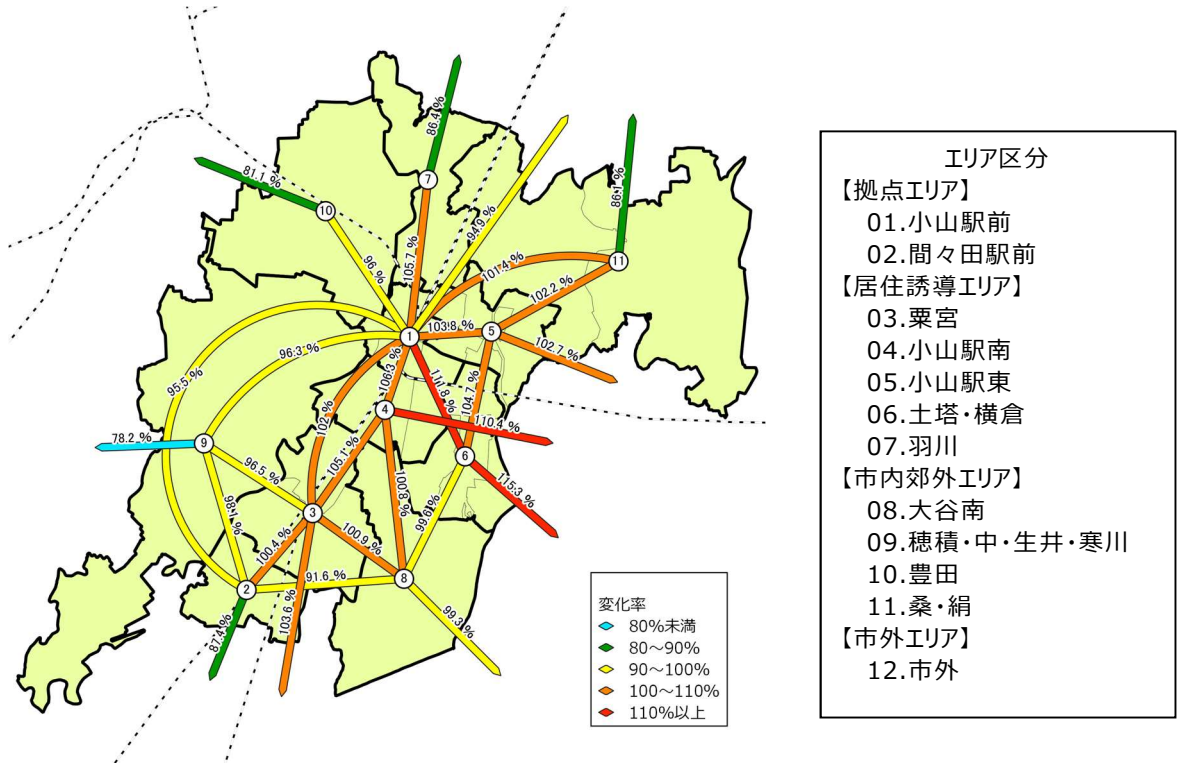 86.4 %
7
81.1 %
10
94.9 %
86.1 %
11
96 %
105.7 %
101.4 %
102.2 %
103.8 %
1
5
102.7 %
96.3 %
95.5 %
106.3 %
111.8 %
104.7 %
102 %
4
110.4 %
78.2 %
9
6
96.5 %
105.1 %
100.8 %
115.3 %
98.1 %
3
99.6 %
100.4 %
100.9 %
91.6 %
8
2
87.4 %
103.6 %
99.3 %
変化率
80%未満
80～90%
90～100%
100～110%
110%以上
エリア区分
【拠点エリア】
01.小山駅前
02.間々田駅前
【居住誘導エリア】
03.粟宮
04.小山駅南
05.小山駅東
06.土塔・横倉
07.羽川
【市内郊外エリア】
08.大谷南
09.穂積・中・生井・寒川
10.豊田
11.桑・絹
【市外エリア】
12.市外